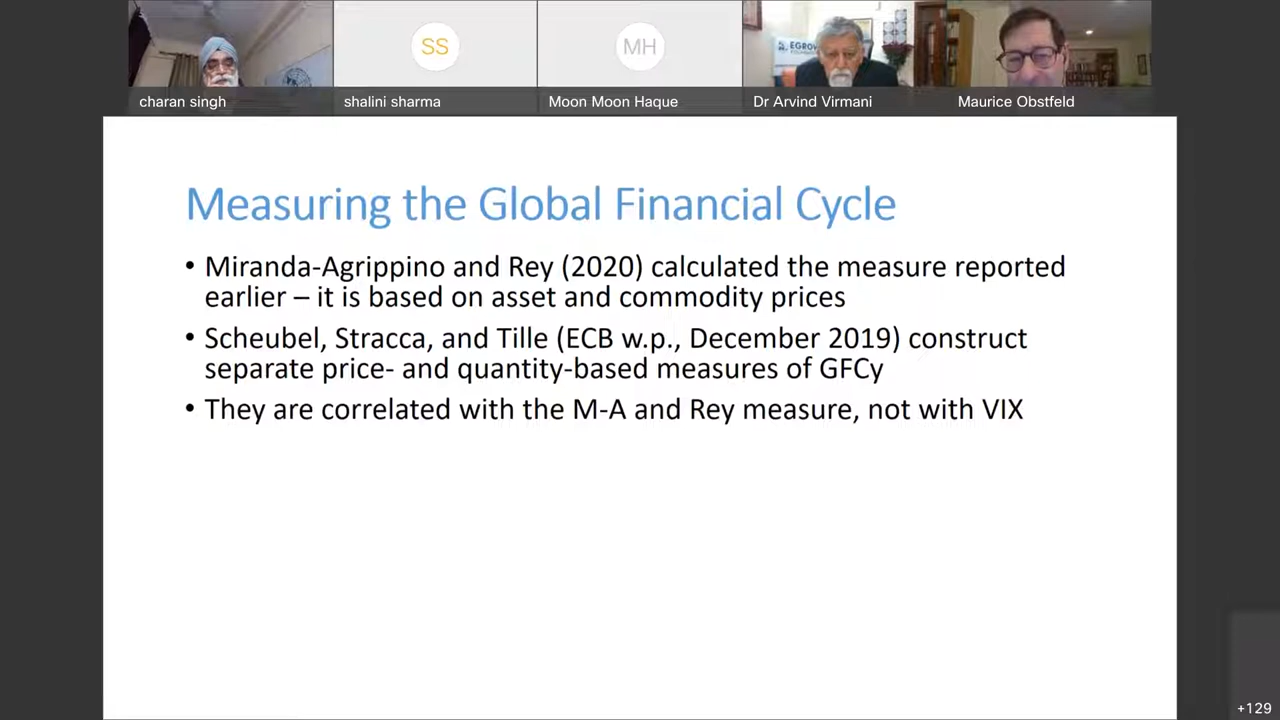 SS
MH
EGROW
charan singh
shalini sharma
Moon Moon Haque
Dr Arvind Virmani
Maurice Obstfeld
Measuring the Global Financial Cycle
• Miranda-Agrippino and Rey (2020) calculated the measure reported
earlier – it is based on asset and commodity prices
• Scheubel, Stracca, and Tille (ECB w.p., December 2019) construct
separate price- and quantity-based measures of GFCy
• They are correlated with the M-A and Rey measure, not with VIX
+129